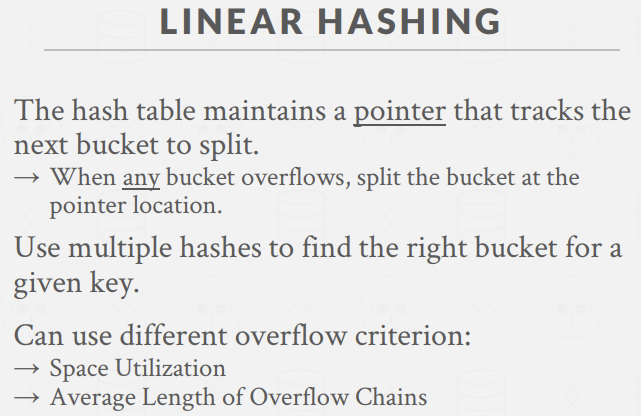 LINEAR HASHING
The hash table maintains a pointer that tracks the
next bucket to split.
→ When any bucket overflows, split the bucket at the
pointer location.
Use multiple hashes to find the right bucket for a
given key.
Can use different overflow criterion:
→ Space Utilization
→ Average Length of Overflow Chains